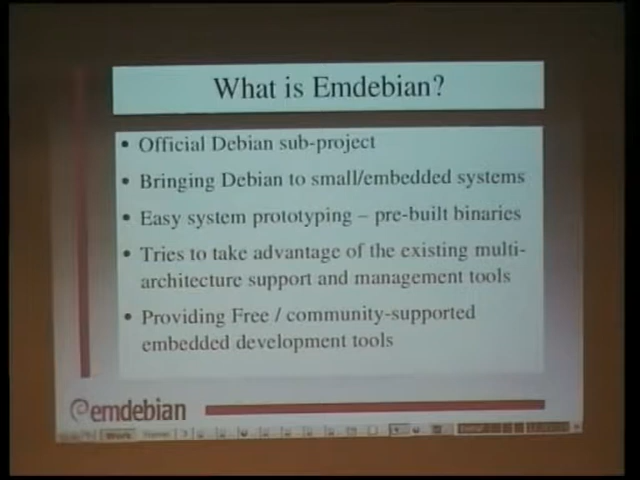 What is Emdebian?
• Official Debian sub-project
• Bringing Debian to small/embedded systems
• Easy system prototyping – pre-built binaries
• Tries to take advantage of the existing multi-
architecture support and management tools
• Providing Free / community-supported
embedded development tools
emdebian
Work